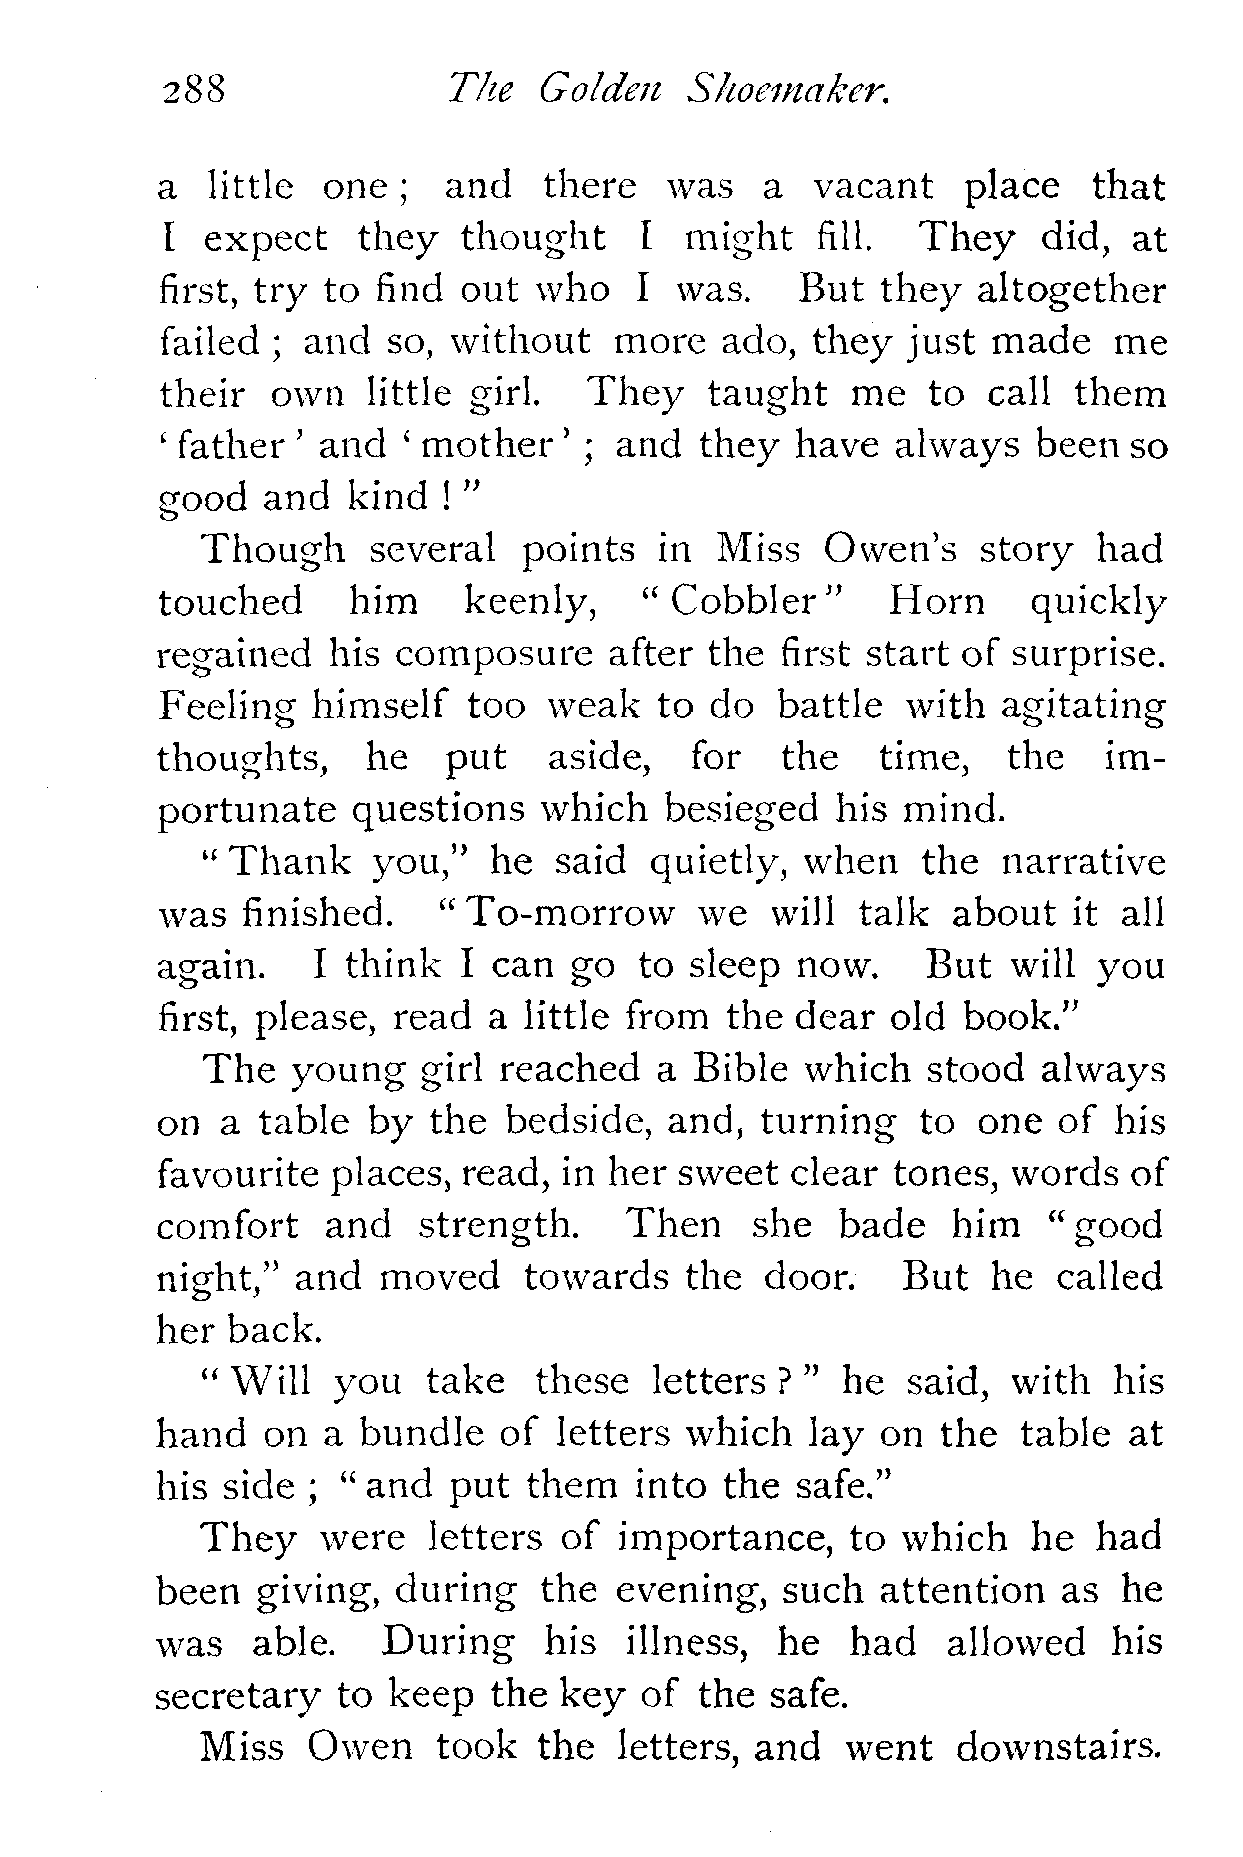 288 The Golden Shoemaker.
a little one ; and there was a vacant place that
I expect they thought I might fill. They did, at
first, try to find out who I was. But they altogether
failed ; and so, without more ado, they just made me
their own little girl. They taught me to call them
‘ father ’ and ‘ mother ’ ; and they have always been so
good and kind ! ”
Though several points in Miss Owen's story had
touched him keenly, “ Cobbler ” Horn quickly
regained his composure after the first start of surprise.
Feeling himself too weak to do battle with agitating
thoughts, he put aside, for the time, the im-
portunate questions which besieged his mind.
“ Thank you,” he said quietly, when the narrative
was finished. “ To-morrow we will talk about it all
again. I think I can go to sleep now. But will you
first, please, read a little from the dear old book.”
The young girl reached a Bible which stood always
on a table by the bedside, and, turning to one of his
favourite places, read, in her sweet clear tones, words of
comfort and strength. Then she bade him “ good
night,” and moved towards the door. But he called
her back.
“ Will you take these letters ? ” he said, with his
hand on a bundle of letters which lay on the table at
his side ; “ and put them into the safe.”
They were letters of importance, to which he had
been giving, during the evening, such attention as he
was able. During his illness, he had allowed his
secretary to keep the key of the safe.
Miss Owen took the letters, and went downstairs.